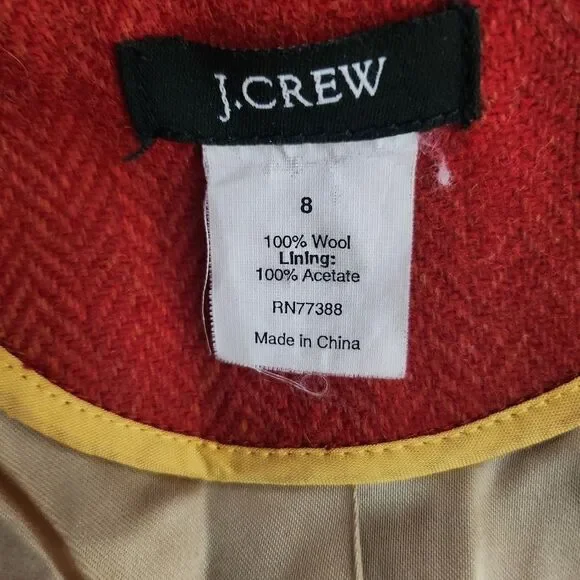 J.CREW
8
100% Wool
Lining:
100% Acetate
RN77388
Made in China